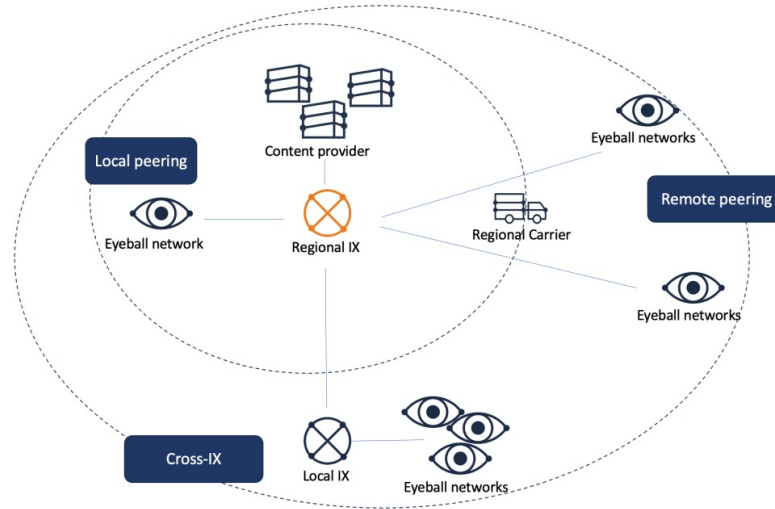 Eyeball networks
Content provider
Local peering
Remote peering
Eyeball network
Regional IX
Regional Carrier
Eyeball networks
Cross-IX
Local IX
Eyeball networks